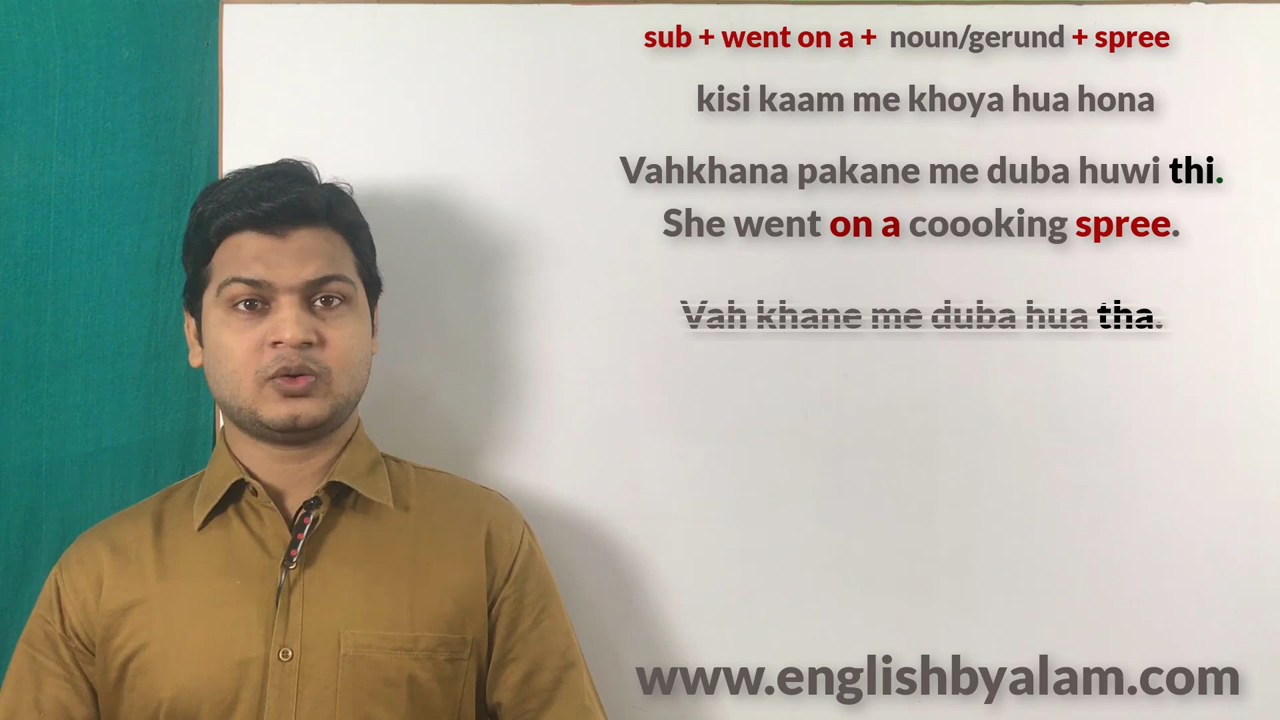 sub + went on a + noun/gerund + spree
kisi kaam me khoya hua hona
Vahkhana pakane me duba huwi thi.
She went on a coooking spree.
Vah khane me duba hua tha.
www.englishbyalam.com